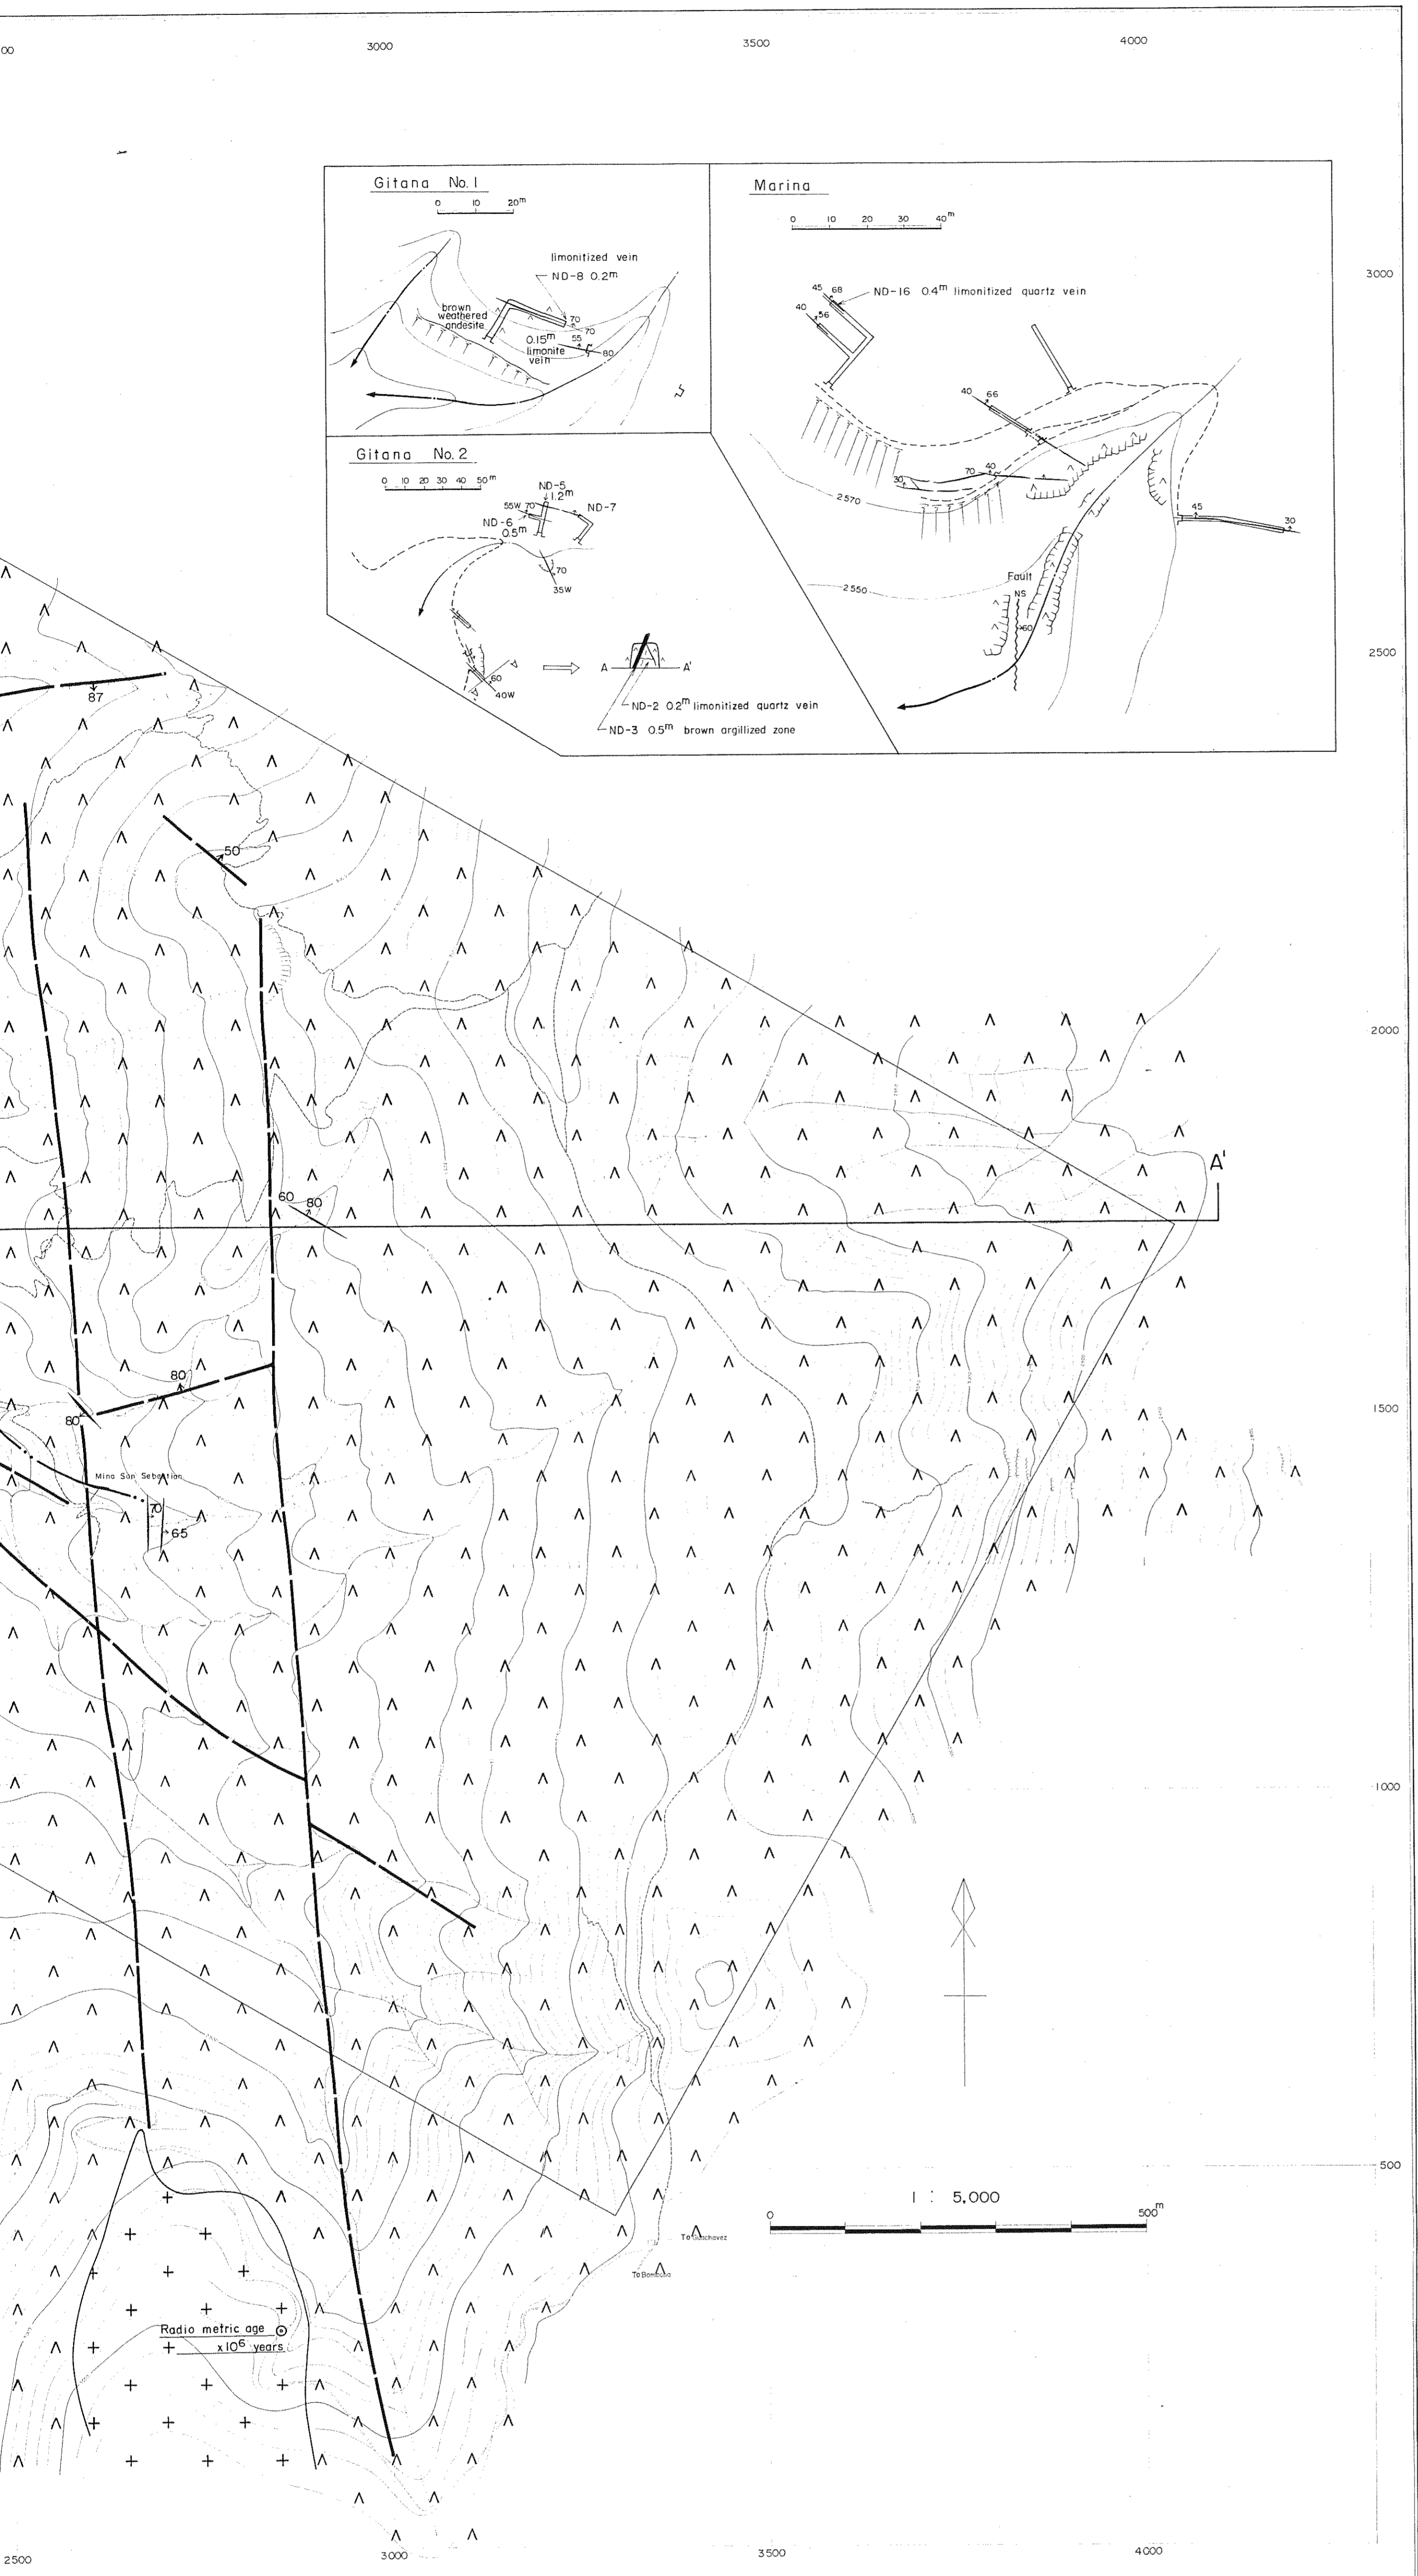 00
3000
3500
4000
Gitana No. 1
0 10 20m
limonitized vein
ND-8 0.2m
brown
weathered
andesite
70
70
0.15m
limonite
vein
55
80
Marina
0 10 20 30 40m
45 68
ND-16 0.4m limonitized quartz vein
40
56
40 66
70 40
30
2570
45
30
2550
Fault
NS
60
3000
Gitana No. 2
0 10 20 30 40 50m
ND-5
1.2m
55W 70
ND-7
ND-6
0.5m
70
35W
60
40W
A A'
ND-2 0.2m limonitized quartz vein
ND-3 0.5m brown argillized zone
2500
87
50
2000
A'
60
80
80
80
1500
Mina San Sebastian
70
65
1000
500
1 : 5,000
0 500m
To Guachavez
To Bombona
Radio metric age
x10⁶ years
2500
3000
3500
4000